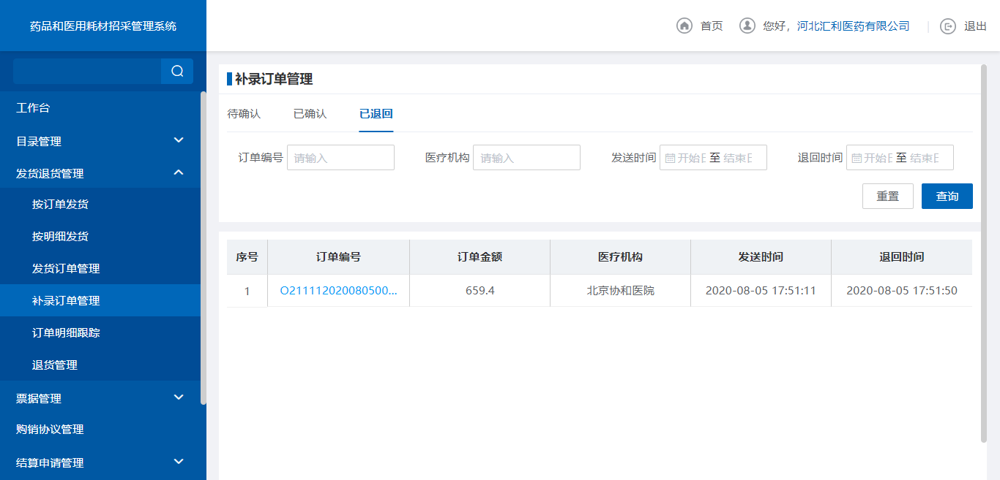 药品和医用耗材招采管理系统
首页 您好，河北汇利医药有限公司 退出
工作台
目录管理
发货退货管理
按订单发货
按明细发货
发货订单管理
补录订单管理
订单明细跟踪
退货管理
票据管理
购销协议管理
结算申请管理
补录订单管理
待确认 已确认 已退回
订单编号 请输入 医疗机构 请输入 发送时间 开始日 至 结束日 退回时间 开始日 至 结束日
重置 查询
序号 订单编号 订单金额 医疗机构 发送时间 退回时间
1 O211112020080500... 659.4 北京协和医院 2020-08-05 17:51:11 2020-08-05 17:51:50